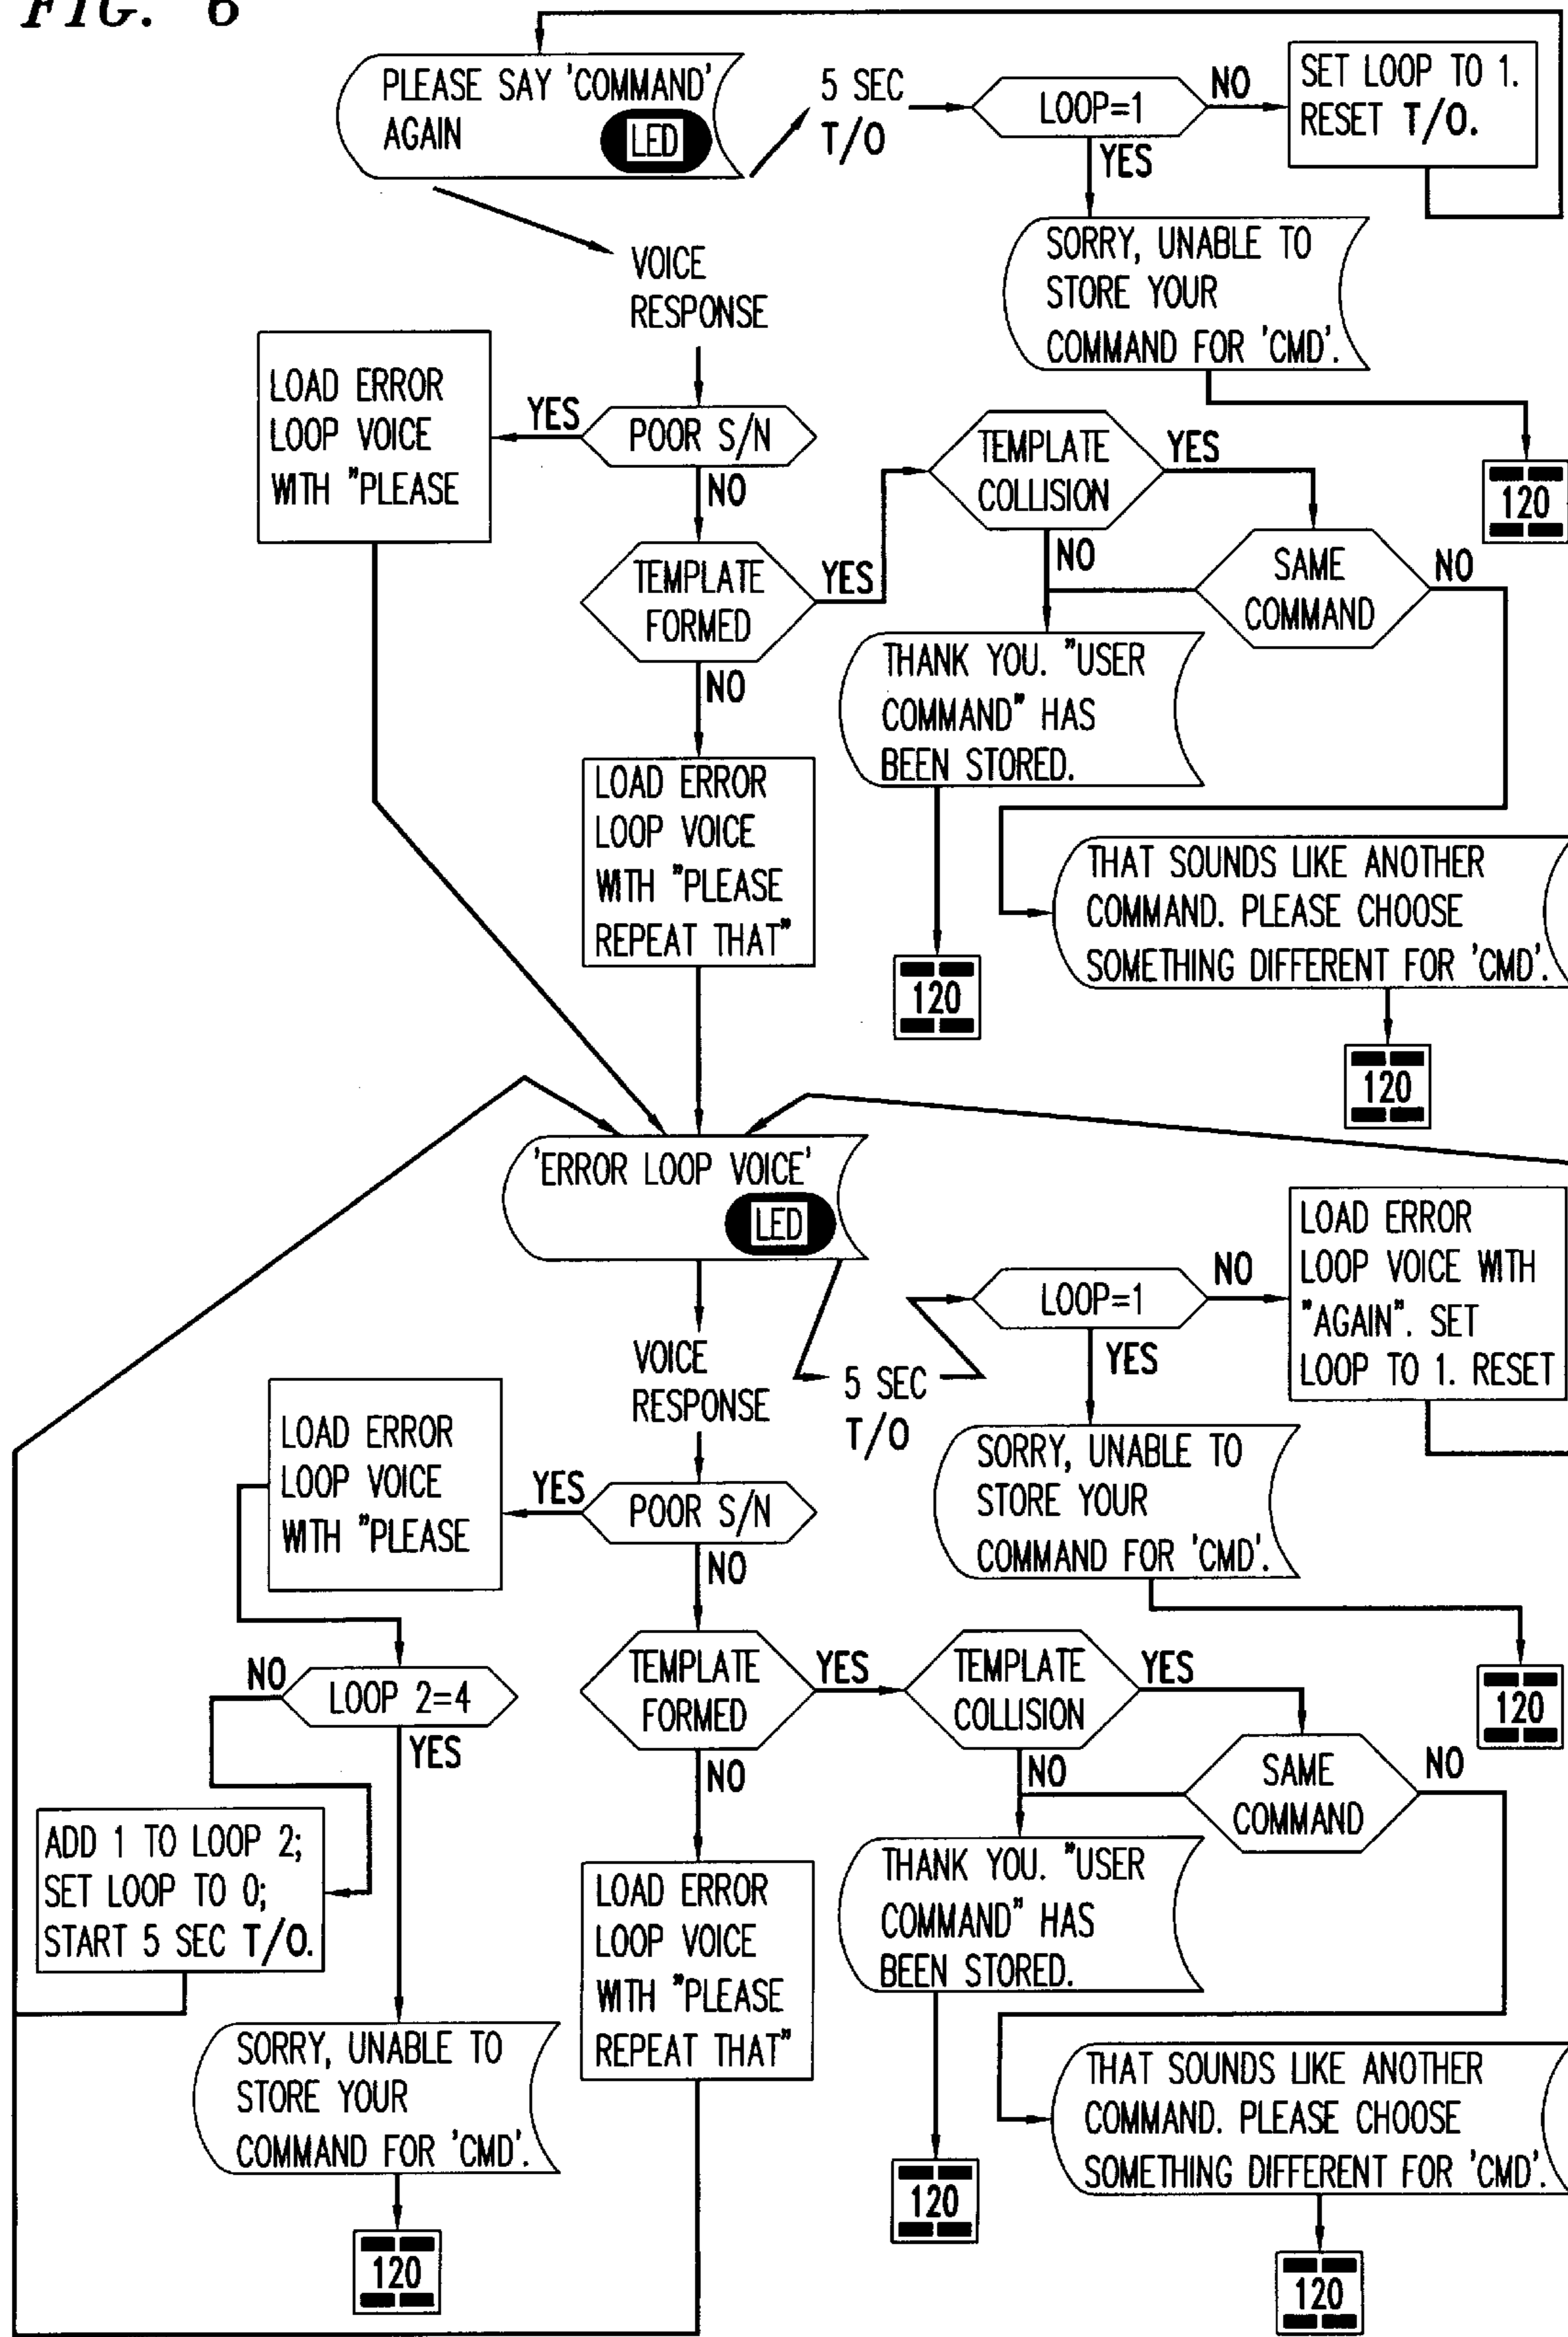 FIG. 6
PLEASE SAY 'COMMAND'
AGAIN
LED
5 SEC
T/O
LOOP=1
NO
YES
SET LOOP TO 1.
RESET T/O.
SORRY, UNABLE TO
STORE YOUR
COMMAND FOR 'CMD'.
120
VOICE
RESPONSE
POOR S/N
YES
NO
LOAD ERROR
LOOP VOICE
WITH "PLEASE
TEMPLATE
FORMED
YES
NO
TEMPLATE
COLLISION
YES
NO
SAME
COMMAND
NO
THANK YOU. "USER
COMMAND" HAS
BEEN STORED.
120
LOAD ERROR
LOOP VOICE
WITH "PLEASE
REPEAT THAT"
THAT SOUNDS LIKE ANOTHER
COMMAND. PLEASE CHOOSE
SOMETHING DIFFERENT FOR 'CMD'.
120
'ERROR LOOP VOICE'
LED
VOICE
RESPONSE
5 SEC
T/O
LOOP=1
NO
YES
LOAD ERROR
LOOP VOICE WITH
"AGAIN". SET
LOOP TO 1. RESET
SORRY, UNABLE TO
STORE YOUR
COMMAND FOR 'CMD'.
120
POOR S/N
YES
NO
LOAD ERROR
LOOP VOICE
WITH "PLEASE
LOOP 2=4
NO
YES
ADD 1 TO LOOP 2;
SET LOOP TO 0;
START 5 SEC T/O.
SORRY, UNABLE TO
STORE YOUR
COMMAND FOR 'CMD'.
120
TEMPLATE
FORMED
YES
NO
LOAD ERROR
LOOP VOICE
WITH "PLEASE
REPEAT THAT"
TEMPLATE
COLLISION
YES
NO
SAME
COMMAND
NO
THANK YOU. "USER
COMMAND" HAS
BEEN STORED.
120
THAT SOUNDS LIKE ANOTHER
COMMAND. PLEASE CHOOSE
SOMETHING DIFFERENT FOR 'CMD'.
120